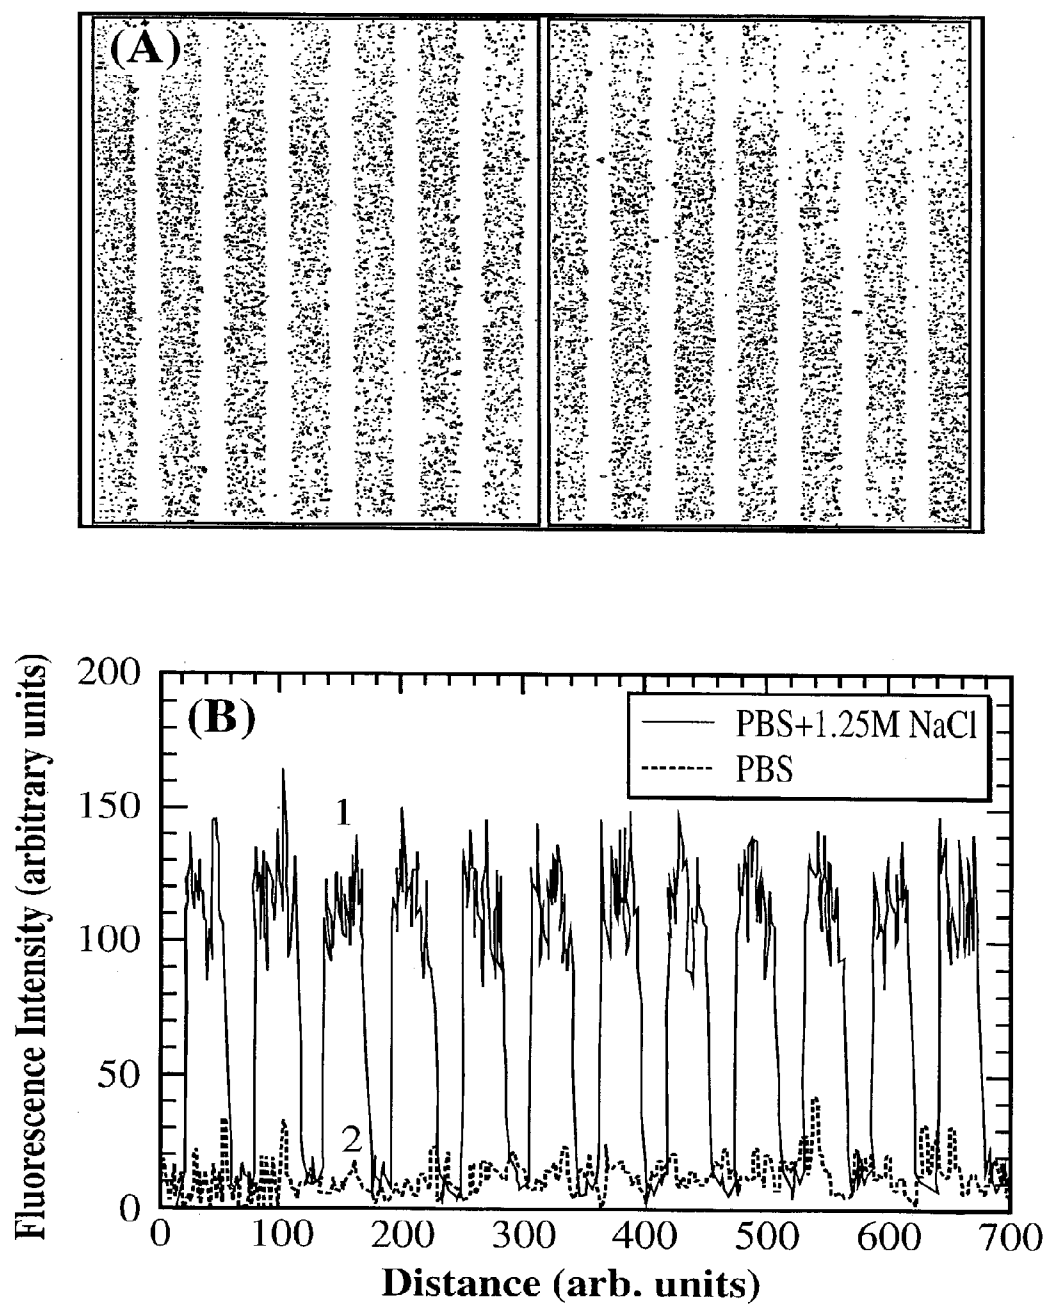 (A)
200
150
100
50
0
(B)
PBS+1.25M NaCl
PBS
1
2
0 100 200 300 400 500 600 700
Distance (arb. units)
Fluorescence Intensity (arbitrary units)